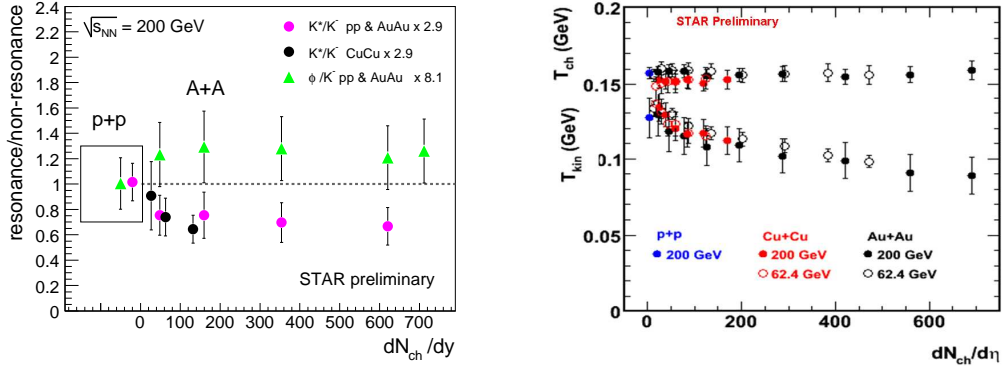 √s_NN = 200 GeV
K*/K⁻ pp & AuAu x 2.9
K*/K⁻ CuCu x 2.9
φ/K⁻ pp & AuAu x 8.1
A+A
p+p
STAR preliminary
resonance/non-resonance
2.4
2.2
2
1.8
1.6
1.4
1.2
1
0.8
0.6
0.4
0.2
0
0 100 200 300 400 500 600 700
dN_ch/dy
STAR Preliminary
T_kin (GeV) T_ch (GeV)
0.2
0.15
0.1
0.05
0
p+p Cu+Cu Au+Au
200 GeV 200 GeV 200 GeV
62.4 GeV 62.4 GeV
0 200 400 600
dN_ch/dη